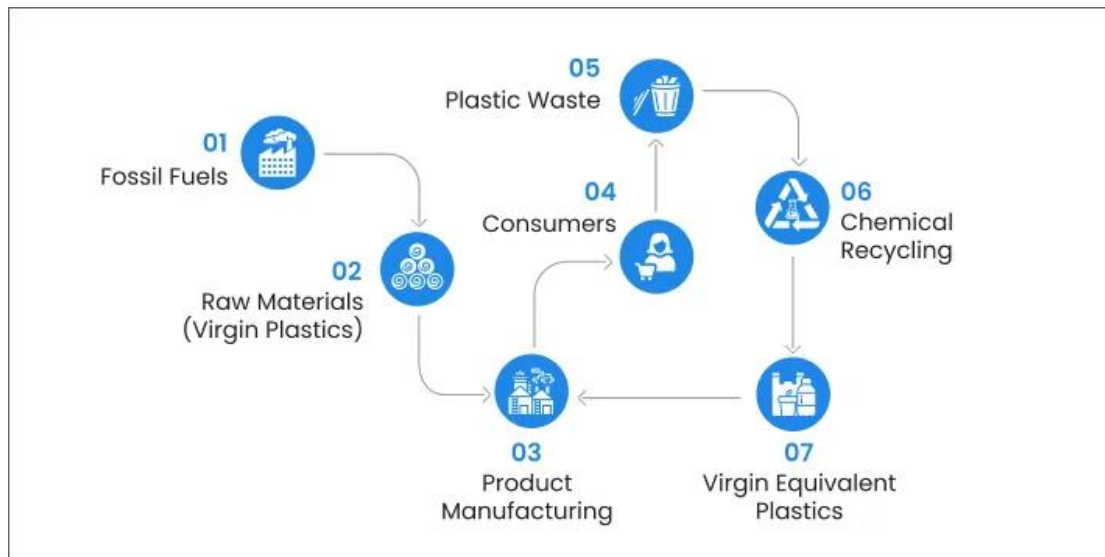 01
Fossil Fuels
02
Raw Materials
(Virgin Plastics)
03
Product
Manufacturing
04
Consumers
05
Plastic Waste
06
Chemical
Recycling
07
Virgin Equivalent
Plastics